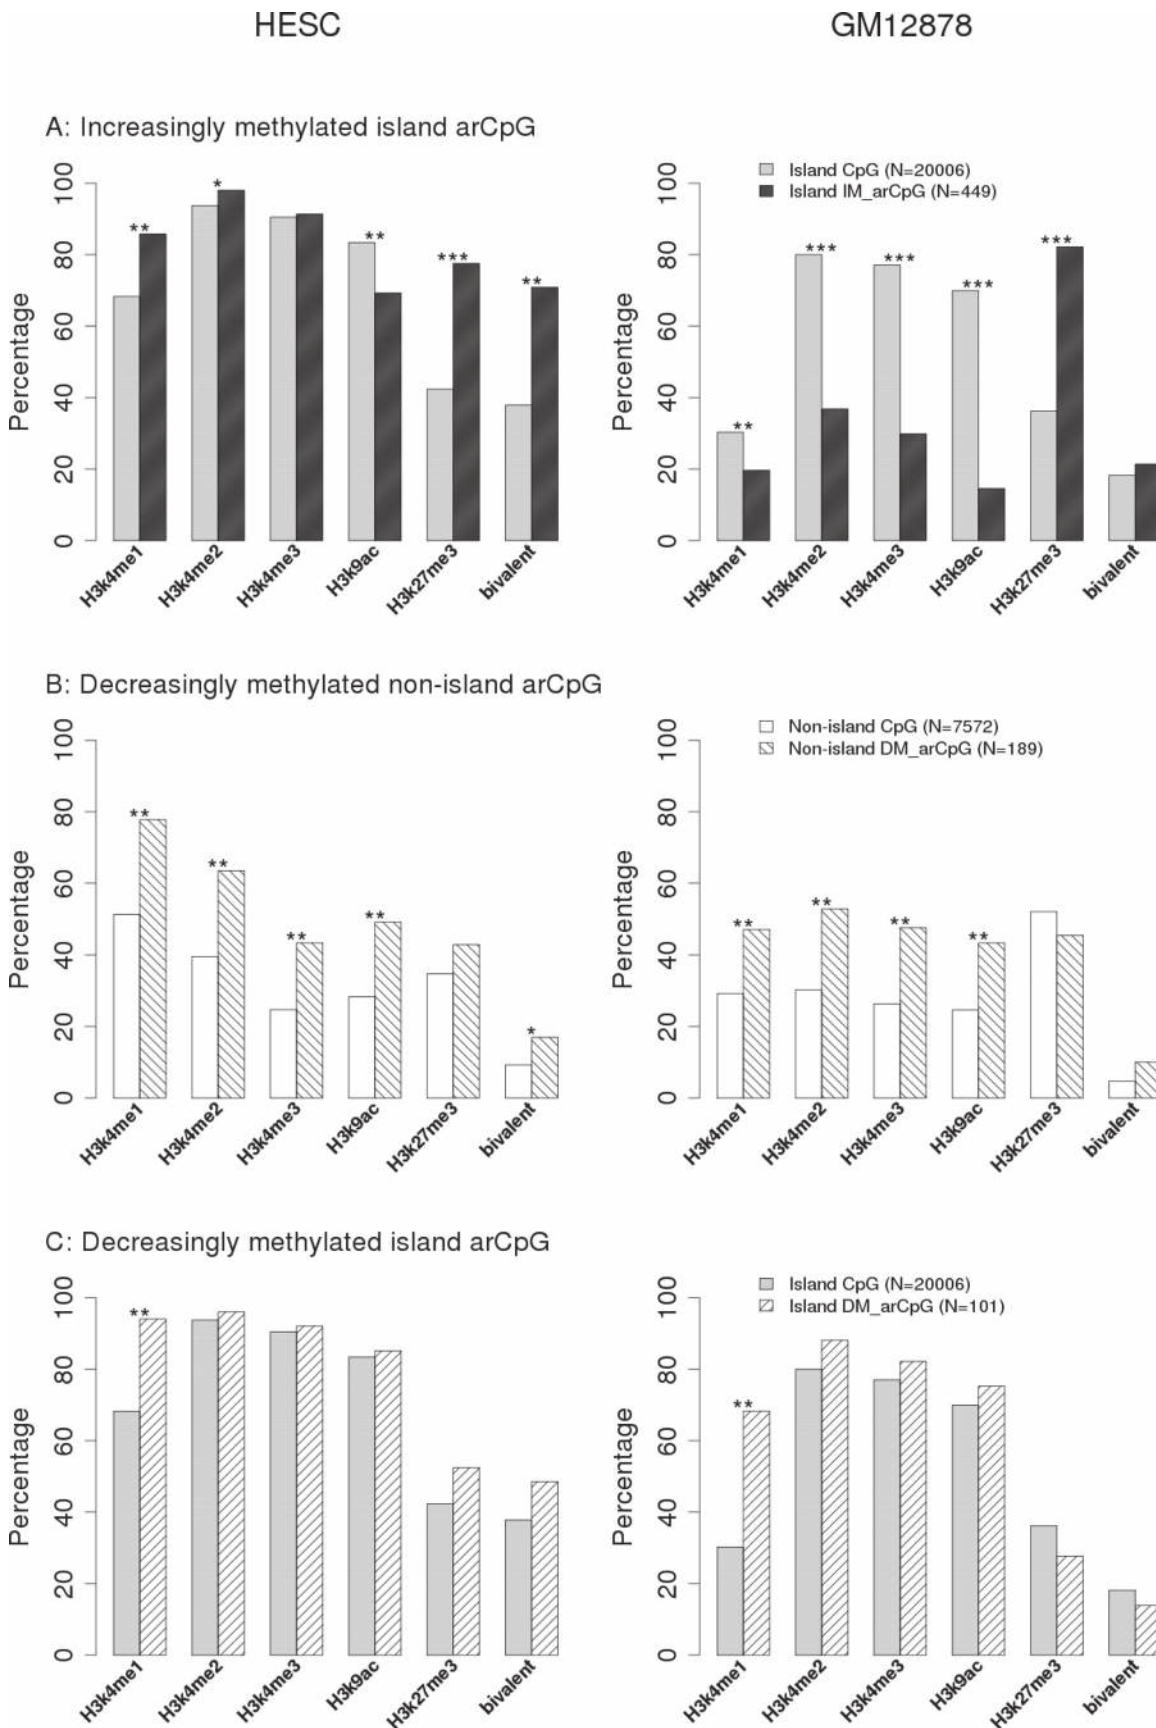 HESC
GM12878
A: Increasingly methylated island arCpG
Percentage
0
20
40
60
80
100
**
*
**
***
**
H3k4me1
H3k4me2
H3k4me3
H3k9ac
H3k27me3
bivalent
Island CpG (N=20006)
Island IM_arCpG (N=449)
Percentage
0
20
40
60
80
100
**
***
***
***
***
H3k4me1
H3k4me2
H3k4me3
H3k9ac
H3k27me3
bivalent
B: Decreasingly methylated non-island arCpG
Percentage
0
20
40
60
80
100
**
**
**
**
*
H3k4me1
H3k4me2
H3k4me3
H3k9ac
H3k27me3
bivalent
Non-island CpG (N=7572)
Non-island DM_arCpG (N=189)
Percentage
0
20
40
60
80
100
**
**
**
**
H3k4me1
H3k4me2
H3k4me3
H3k9ac
H3k27me3
bivalent
C: Decreasingly methylated island arCpG
Percentage
0
20
40
60
80
100
**
H3k4me1
H3k4me2
H3k4me3
H3k9ac
H3k27me3
bivalent
Island CpG (N=20006)
Island DM_arCpG (N=101)
Percentage
0
20
40
60
80
100
**
H3k4me1
H3k4me2
H3k4me3
H3k9ac
H3k27me3
bivalent